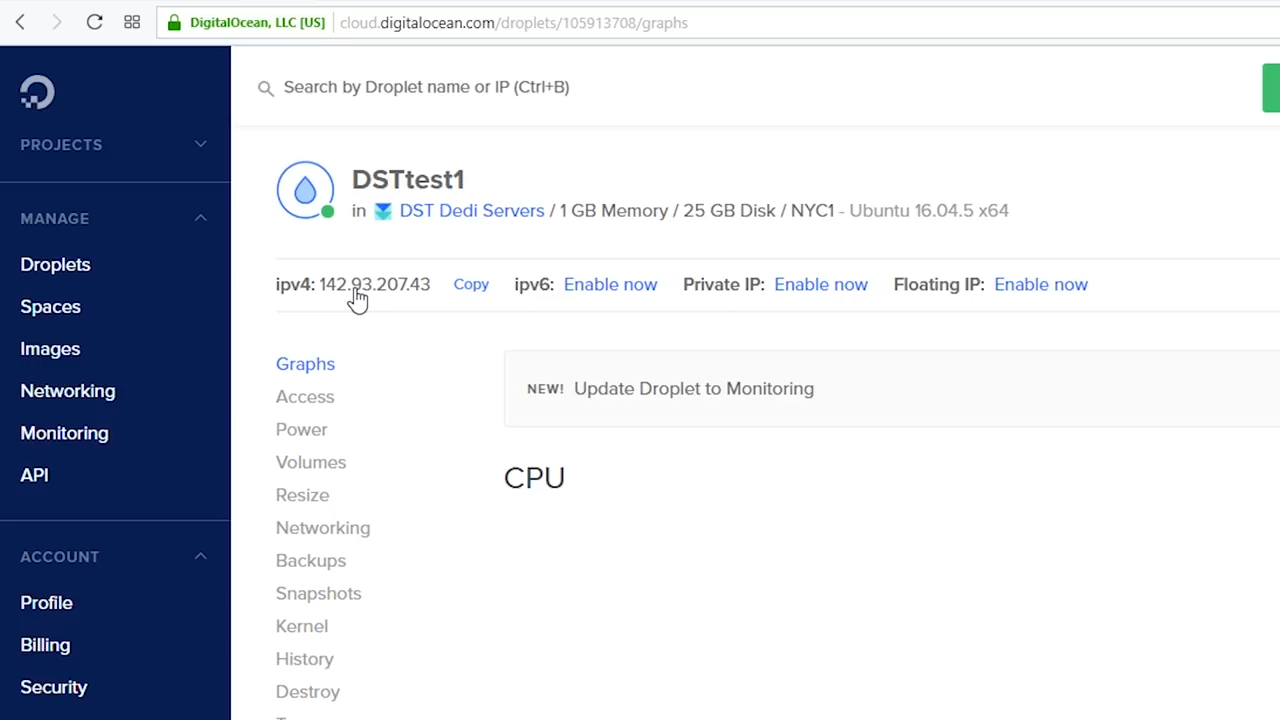 DigitalOcean, LLC [US] cloud.digitalocean.com/droplets/105913708/graphs
Search by Droplet name or IP (Ctrl+B)
PROJECTS
MANAGE
Droplets
Spaces
Images
Networking
Monitoring
API
ACCOUNT
Profile
Billing
Security
DSTtest1
in DST Dedi Servers / 1 GB Memory / 25 GB Disk / NYC1 - Ubuntu 16.04.5 x64
ipv4: 142.93.207.43 Copy ipv6: Enable now Private IP: Enable now Floating IP: Enable now
Graphs
Access
Power
Volumes
Resize
Networking
Backups
Snapshots
Kernel
History
Destroy
NEW! Update Droplet to Monitoring
CPU